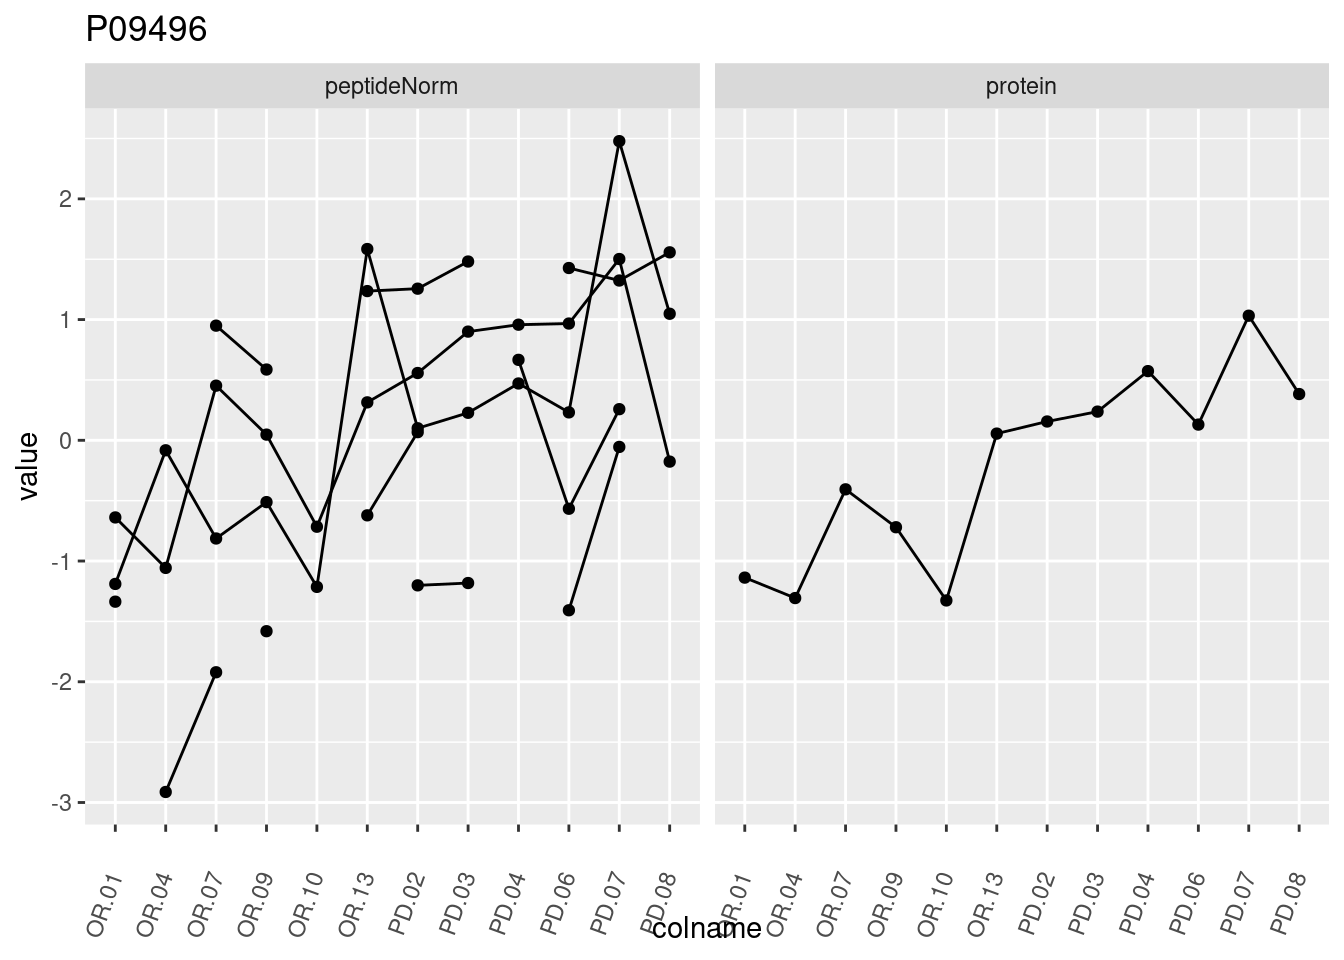 P09496
peptideNorm
protein
value
2
1
0
-1
-2
-3
OR.01 OR.04 OR.07 OR.09 OR.10 OR.13 PD.02 PD.03 PD.04 PD.06 PD.07 PD.08
OR.01 OR.04 OR.07 OR.09 OR.10 OR.13 PD.02 PD.03 PD.04 PD.06 PD.07 PD.08
colname